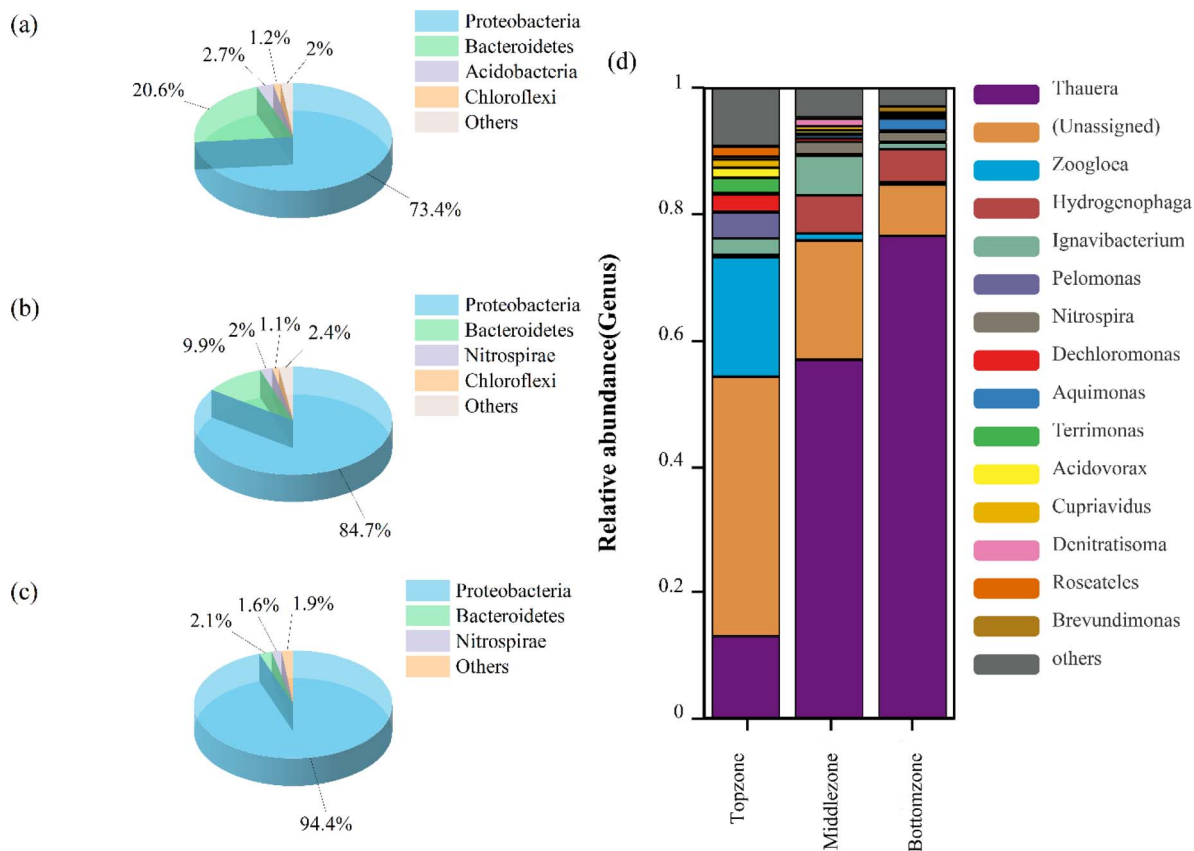 (a)
Proteobacteria
Bacteroidetes
Acidobacteria
Chloroflexi
Others
1.2%
2%
2.7%
20.6%
73.4%
(b)
Proteobacteria
Bacteroidetes
Nitrospirae
Chloroflexi
Others
1.1%
2%
2.4%
9.9%
84.7%
(c)
Proteobacteria
Bacteroidetes
Nitrospirae
Others
1.6%
1.9%
2.1%
94.4%
(d)
Relative abundance(Genus)
1
0.8
0.6
0.4
0.2
0
Topzone
Middlezone
Bottomzone
Thauera
(Unassigned)
Zoogloea
Hydrogenophaga
Ignavibacterium
Pelomonas
Nitrospira
Dechloromonas
Aquimonas
Terrimonas
Acidovorax
Cupriavidus
Denitratisoma
Roseateles
Brevundimonas
others